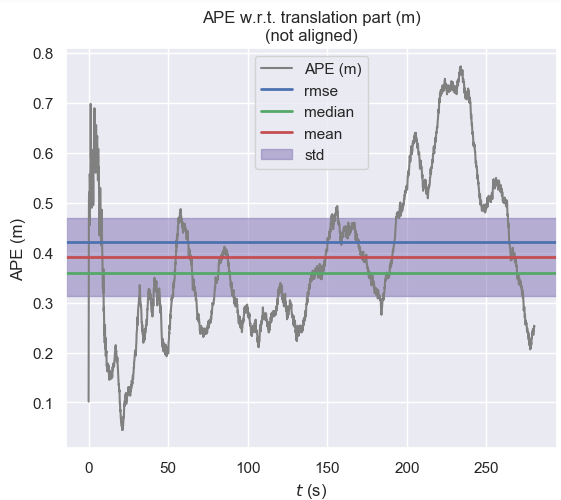 APE w.r.t. translation part (m)
(not aligned)
APE (m)
rmse
median
mean
std
0.8
0.7
0.6
0.5
0.4
0.3
0.2
0.1
APE (m)
0 50 100 150 200 250
t (s)